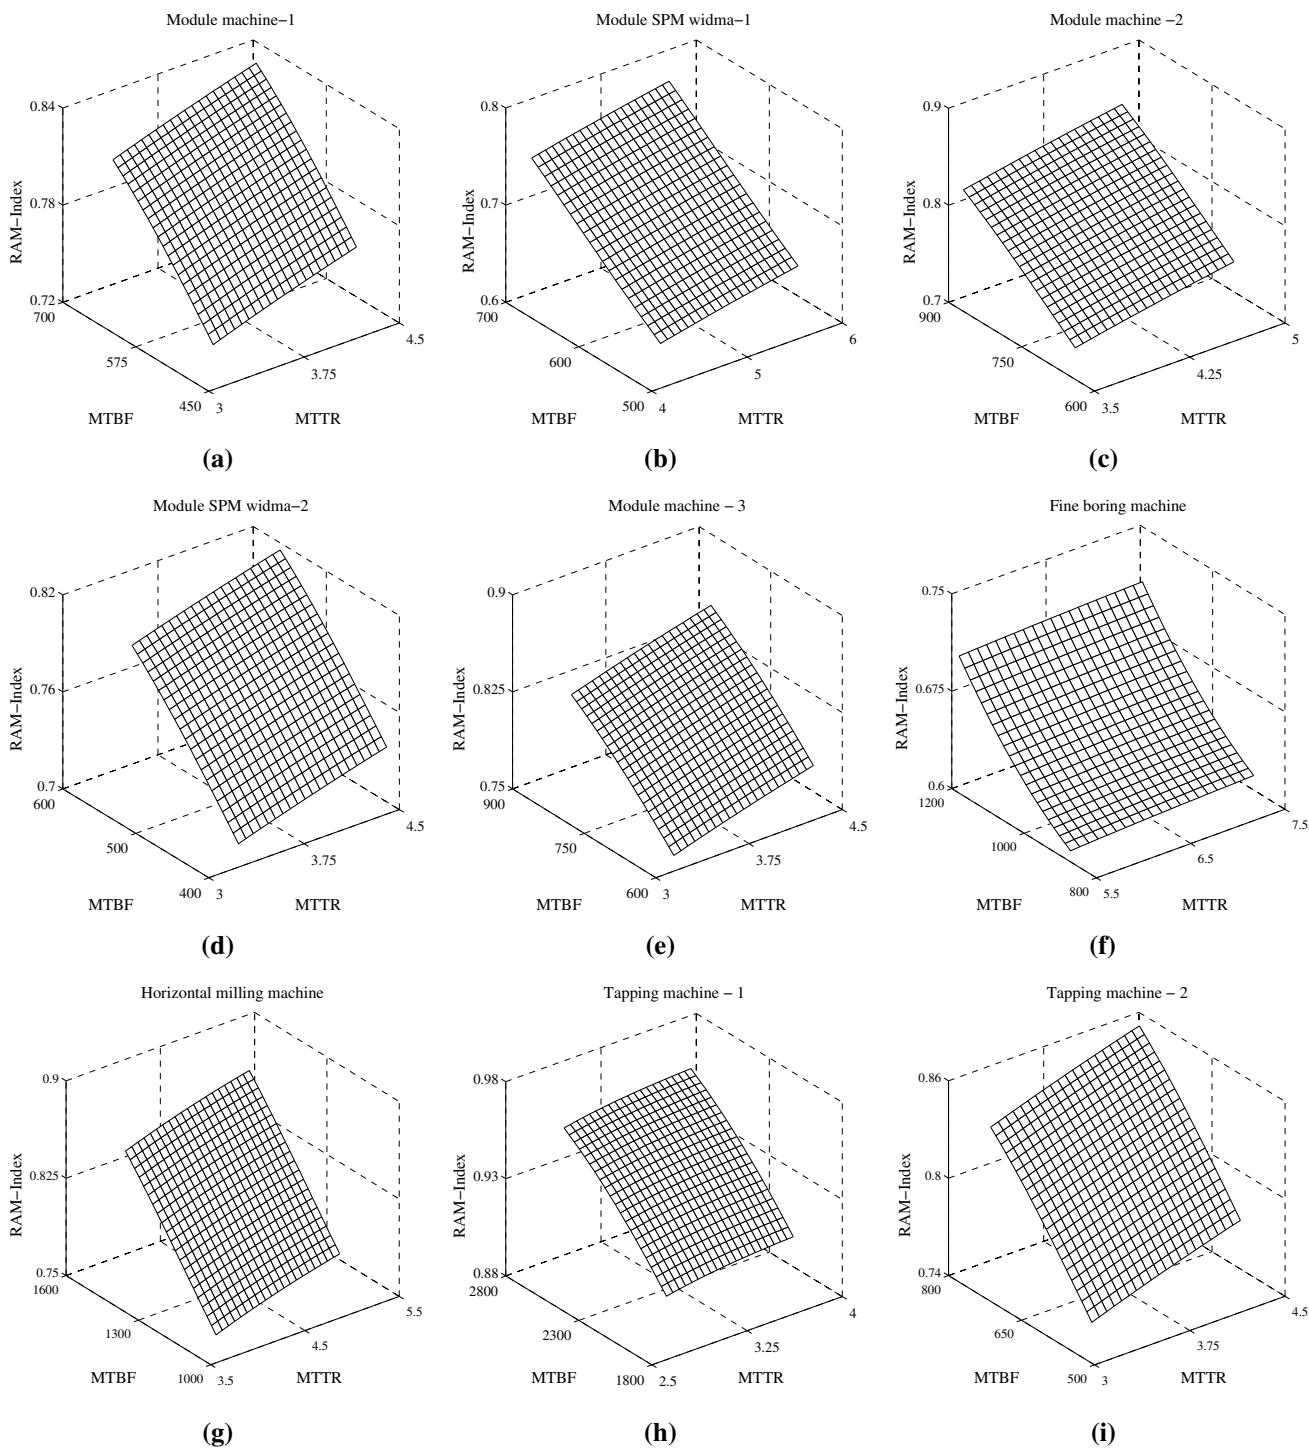 Module machine−1
RAM−Index
0.84
0.78
0.72
700
575
450
3
3.75
4.5
MTBF
MTTR
(a)
Module SPM widma−1
RAM−Index
0.8
0.7
0.6
700
600
500
4
5
6
MTBF
MTTR
(b)
Module machine −2
RAM−Index
0.9
0.8
0.7
900
750
600
3.5
4.25
5
MTBF
MTTR
(c)
Module SPM widma−2
RAM−Index
0.82
0.76
0.7
600
500
400
3
3.75
4.5
MTBF
MTTR
(d)
Module machine − 3
RAM−Index
0.9
0.825
0.75
900
750
600
3
3.75
4.5
MTBF
MTTR
(e)
Fine boring machine
RAM−Index
0.75
0.675
0.6
1200
1000
800
5.5
6.5
7.5
MTBF
MTTR
(f)
Horizontal milling machine
RAM−Index
0.9
0.825
0.75
1600
1300
1000
3.5
4.5
5.5
MTBF
MTTR
(g)
Tapping machine − 1
RAM−Index
0.98
0.93
0.88
2800
2300
1800
2.5
3.25
4
MTBF
MTTR
(h)
Tapping machine − 2
RAM−Index
0.86
0.8
0.74
800
650
500
3
3.75
4.5
MTBF
MTTR
(i)